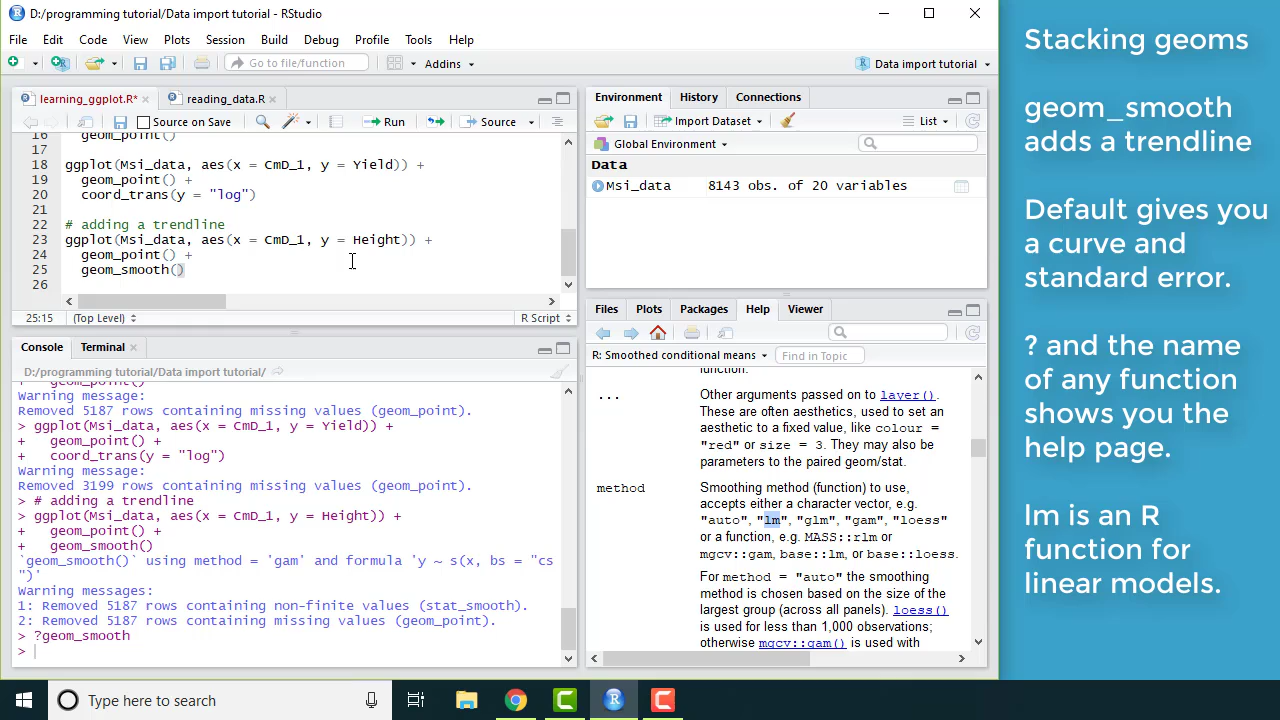 D:/programming tutorial/Data import tutorial - RStudio
File Edit Code View Plots Session Build Debug Profile Tools Help
Go to file/function Addins Data import tutorial
learning_ggplot.R* reading_data.R
Source on Save Run Source
16 geom_point()
17
18 ggplot(Msi_data, aes(x = CmD_1, y = Yield)) +
19 geom_point() +
20 coord_trans(y = "log")
21
22 # adding a trendline
23 ggplot(Msi_data, aes(x = CmD_1, y = Height)) +
24 geom_point() +
25 geom_smooth()
26
25:15 (Top Level) R Script
Console Terminal
D:/programming tutorial/Data import tutorial/
+ geom_point()
Warning message:
Removed 5187 rows containing missing values (geom_point).
> ggplot(Msi_data, aes(x = CmD_1, y = Yield)) +
+ geom_point() +
+ coord_trans(y = "log")
Warning message:
Removed 3199 rows containing missing values (geom_point).
> # adding a trendline
> ggplot(Msi_data, aes(x = CmD_1, y = Height)) +
+ geom_point() +
+ geom_smooth()
`geom_smooth()` using method = 'gam' and formula 'y ~ s(x, bs = "cs
")'
Warning messages:
1: Removed 5187 rows containing non-finite values (stat_smooth).
2: Removed 5187 rows containing missing values (geom_point).
> ?geom_smooth
>
Environment History Connections
Import Dataset List
Global Environment
Data
Msi_data 8143 obs. of 20 variables
Files Plots Packages Help Viewer
R: Smoothed conditional means Find in Topic
function.
... Other arguments passed on to layer().
These are often aesthetics, used to set an
aesthetic to a fixed value, like colour =
"red" or size = 3. They may also be
parameters to the paired geom/stat.
method Smoothing method (function) to use,
accepts either a character vector, e.g.
"auto", "lm", "glm", "gam", "loess"
or a function, e.g. MASS::rlm or
mgcv::gam, base::lm, or base::loess.
For method = "auto" the smoothing
method is chosen based on the size of the
largest group (across all panels). loess()
is used for less than 1,000 observations;
otherwise mgcv::gam() is used with
Stacking geoms
geom_smooth
adds a trendline
Default gives you
a curve and
standard error.
? and the name
of any function
shows you the
help page.
lm is an R
function for
linear models.
Type here to search